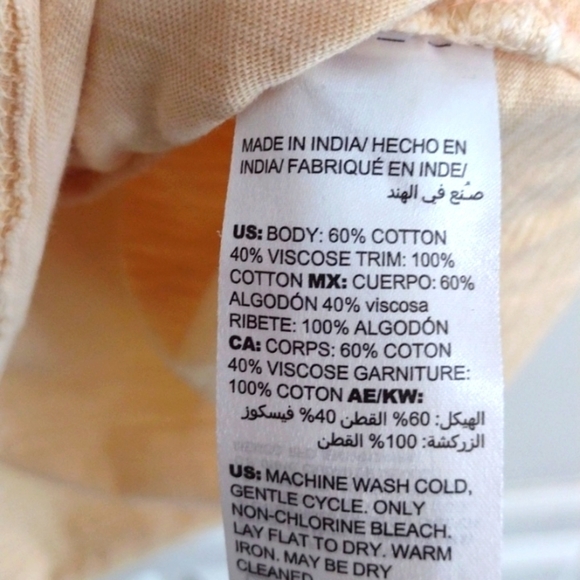 MADE IN INDIA/ HECHO EN
INDIA/ FABRIQUÉ EN INDE/
صُنع في الهند
US: BODY: 60% COTTON
40% VISCOSE TRIM: 100%
COTTON MX: CUERPO: 60%
ALGODÓN 40% viscosa
RIBETE: 100% ALGODÓN
CA: CORPS: 60% COTON
40% VISCOSE GARNITURE:
100% COTON AE/KW:
الهيكل: 60% القطن 40% فيسكوز
الزركشة: 100% القطن
US: MACHINE WASH COLD,
GENTLE CYCLE. ONLY
NON-CHLORINE BLEACH.
LAY FLAT TO DRY. WARM
IRON. MAY BE DRY
CLEANED